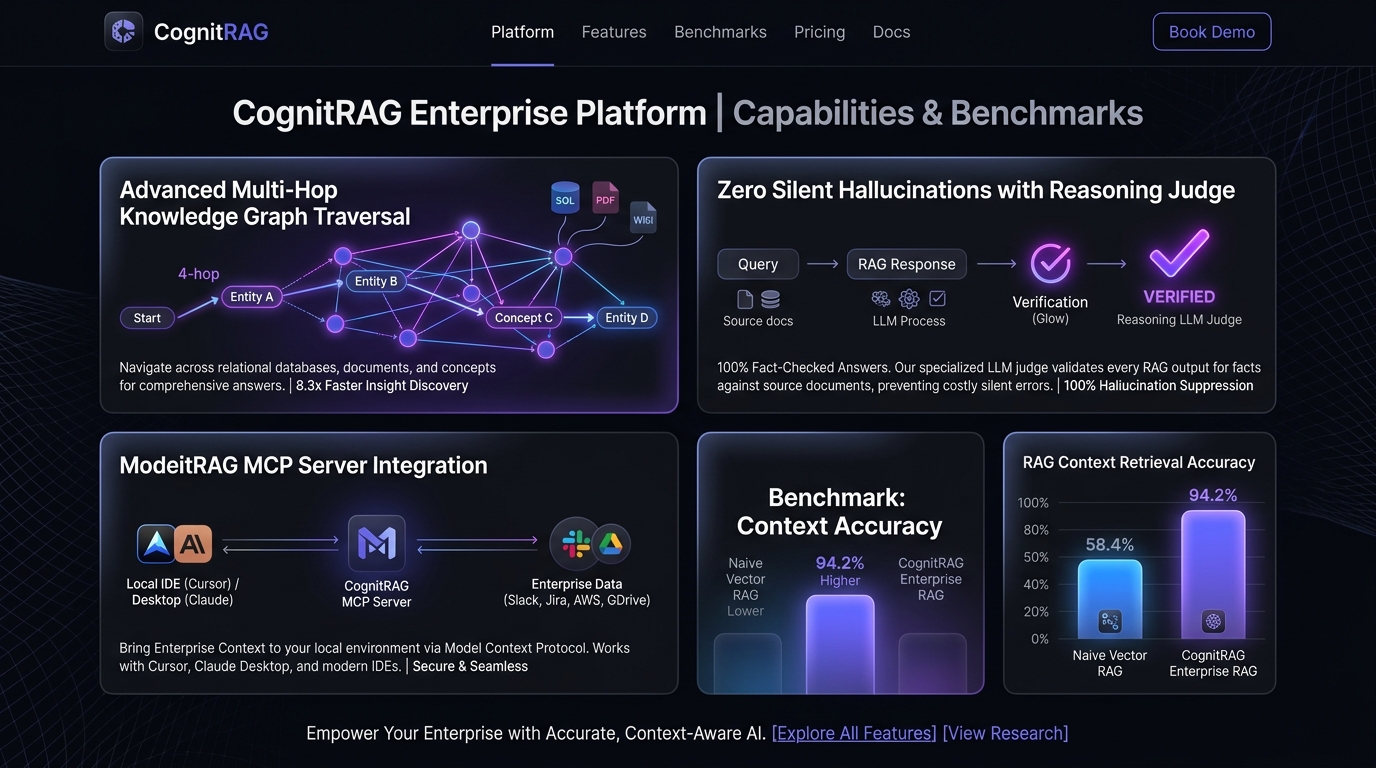 CognitRAG
Platform
Features
Benchmarks
Pricing
Docs
Book Demo
CognitRAG Enterprise Platform | Capabilities & Benchmarks
Advanced Multi-Hop
Knowledge Graph Traversal
SOL
PDF
WISI
4-hop
Start
Entity A
Entity B
Concept C
Entity D
Navigate across relational databases, documents, and concepts
for comprehensive answers. | 8.3x Faster Insight Discovery
Zero Silent Hallucinations with Reasoning Judge
Query
RAG Response
Source docs
LLM Process
Verification
(Glow)
VERIFIED
Reasoning LLM Judge
100% Fact-Checked Answers. Our specialized LLM judge validates every RAG output for facts
against source documents, preventing costly silent errors. | 100% Haliucination Suppression
ModeitRAG MCP Server Integration
A\
Local IDE (Cursor) /
Desktop (Claude)
CognitRAG
MCP Server
Enterprise Data
(Slack, Jira, AWS, GDrive)
Bring Enterprise Context to your local environment via Model Context Protocol. Works
with Cursor, Claude Desktop, and modern IDEs. | Secure & Seamless
Benchmark:
Context Accuracy
Naive
Vector
RAG
Lower
94.2%
Higher
CognitRAG
Enterprise
RAG
RAG Context Retrieval Accuracy
100%
80%
50%
40%
20%
0%
58.4%
94.2%
Naive Vector
RAG
CognitRAG
Enterprise RAG
Empower Your Enterprise with Accurate, Context-Aware AI. [Explore All Features] [View Research]